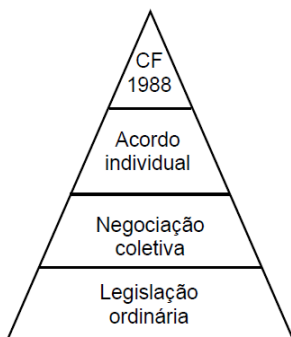 CF
1988
Acordo
individual
Negociação
coletiva
Legislação
ordinária